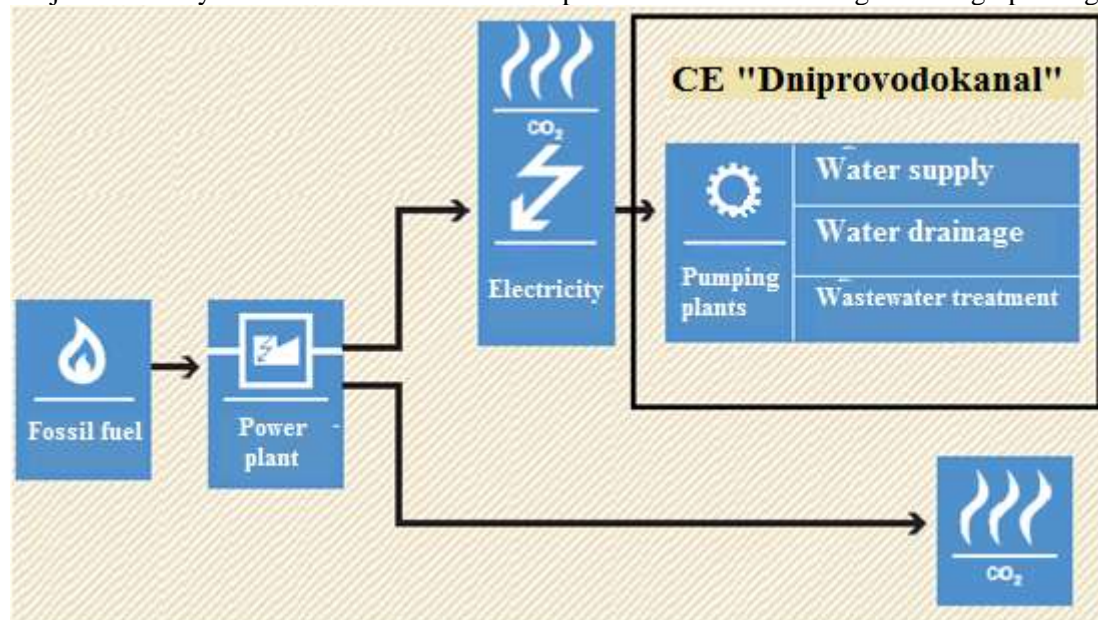 CE "Dniprovodokanal"
CO₂
Electricity
Pumping
plants
Water supply
Water drainage
Wastewater treatment
Fossil fuel
Power
plant
CO₂